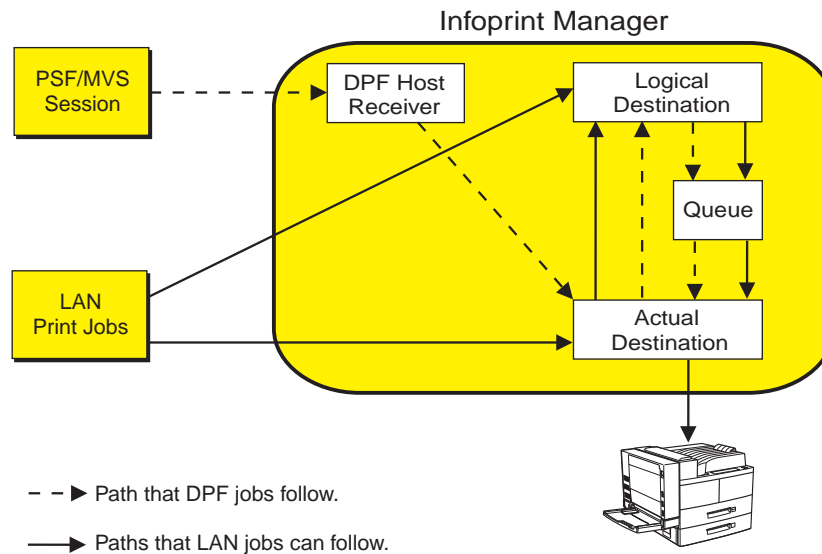 Infoprint Manager
PSF/MVS
Session
DPF Host
Receiver
Logical
Destination
Queue
LAN
Print Jobs
Actual
Destination
Path that DPF jobs follow.
Paths that LAN jobs can follow.